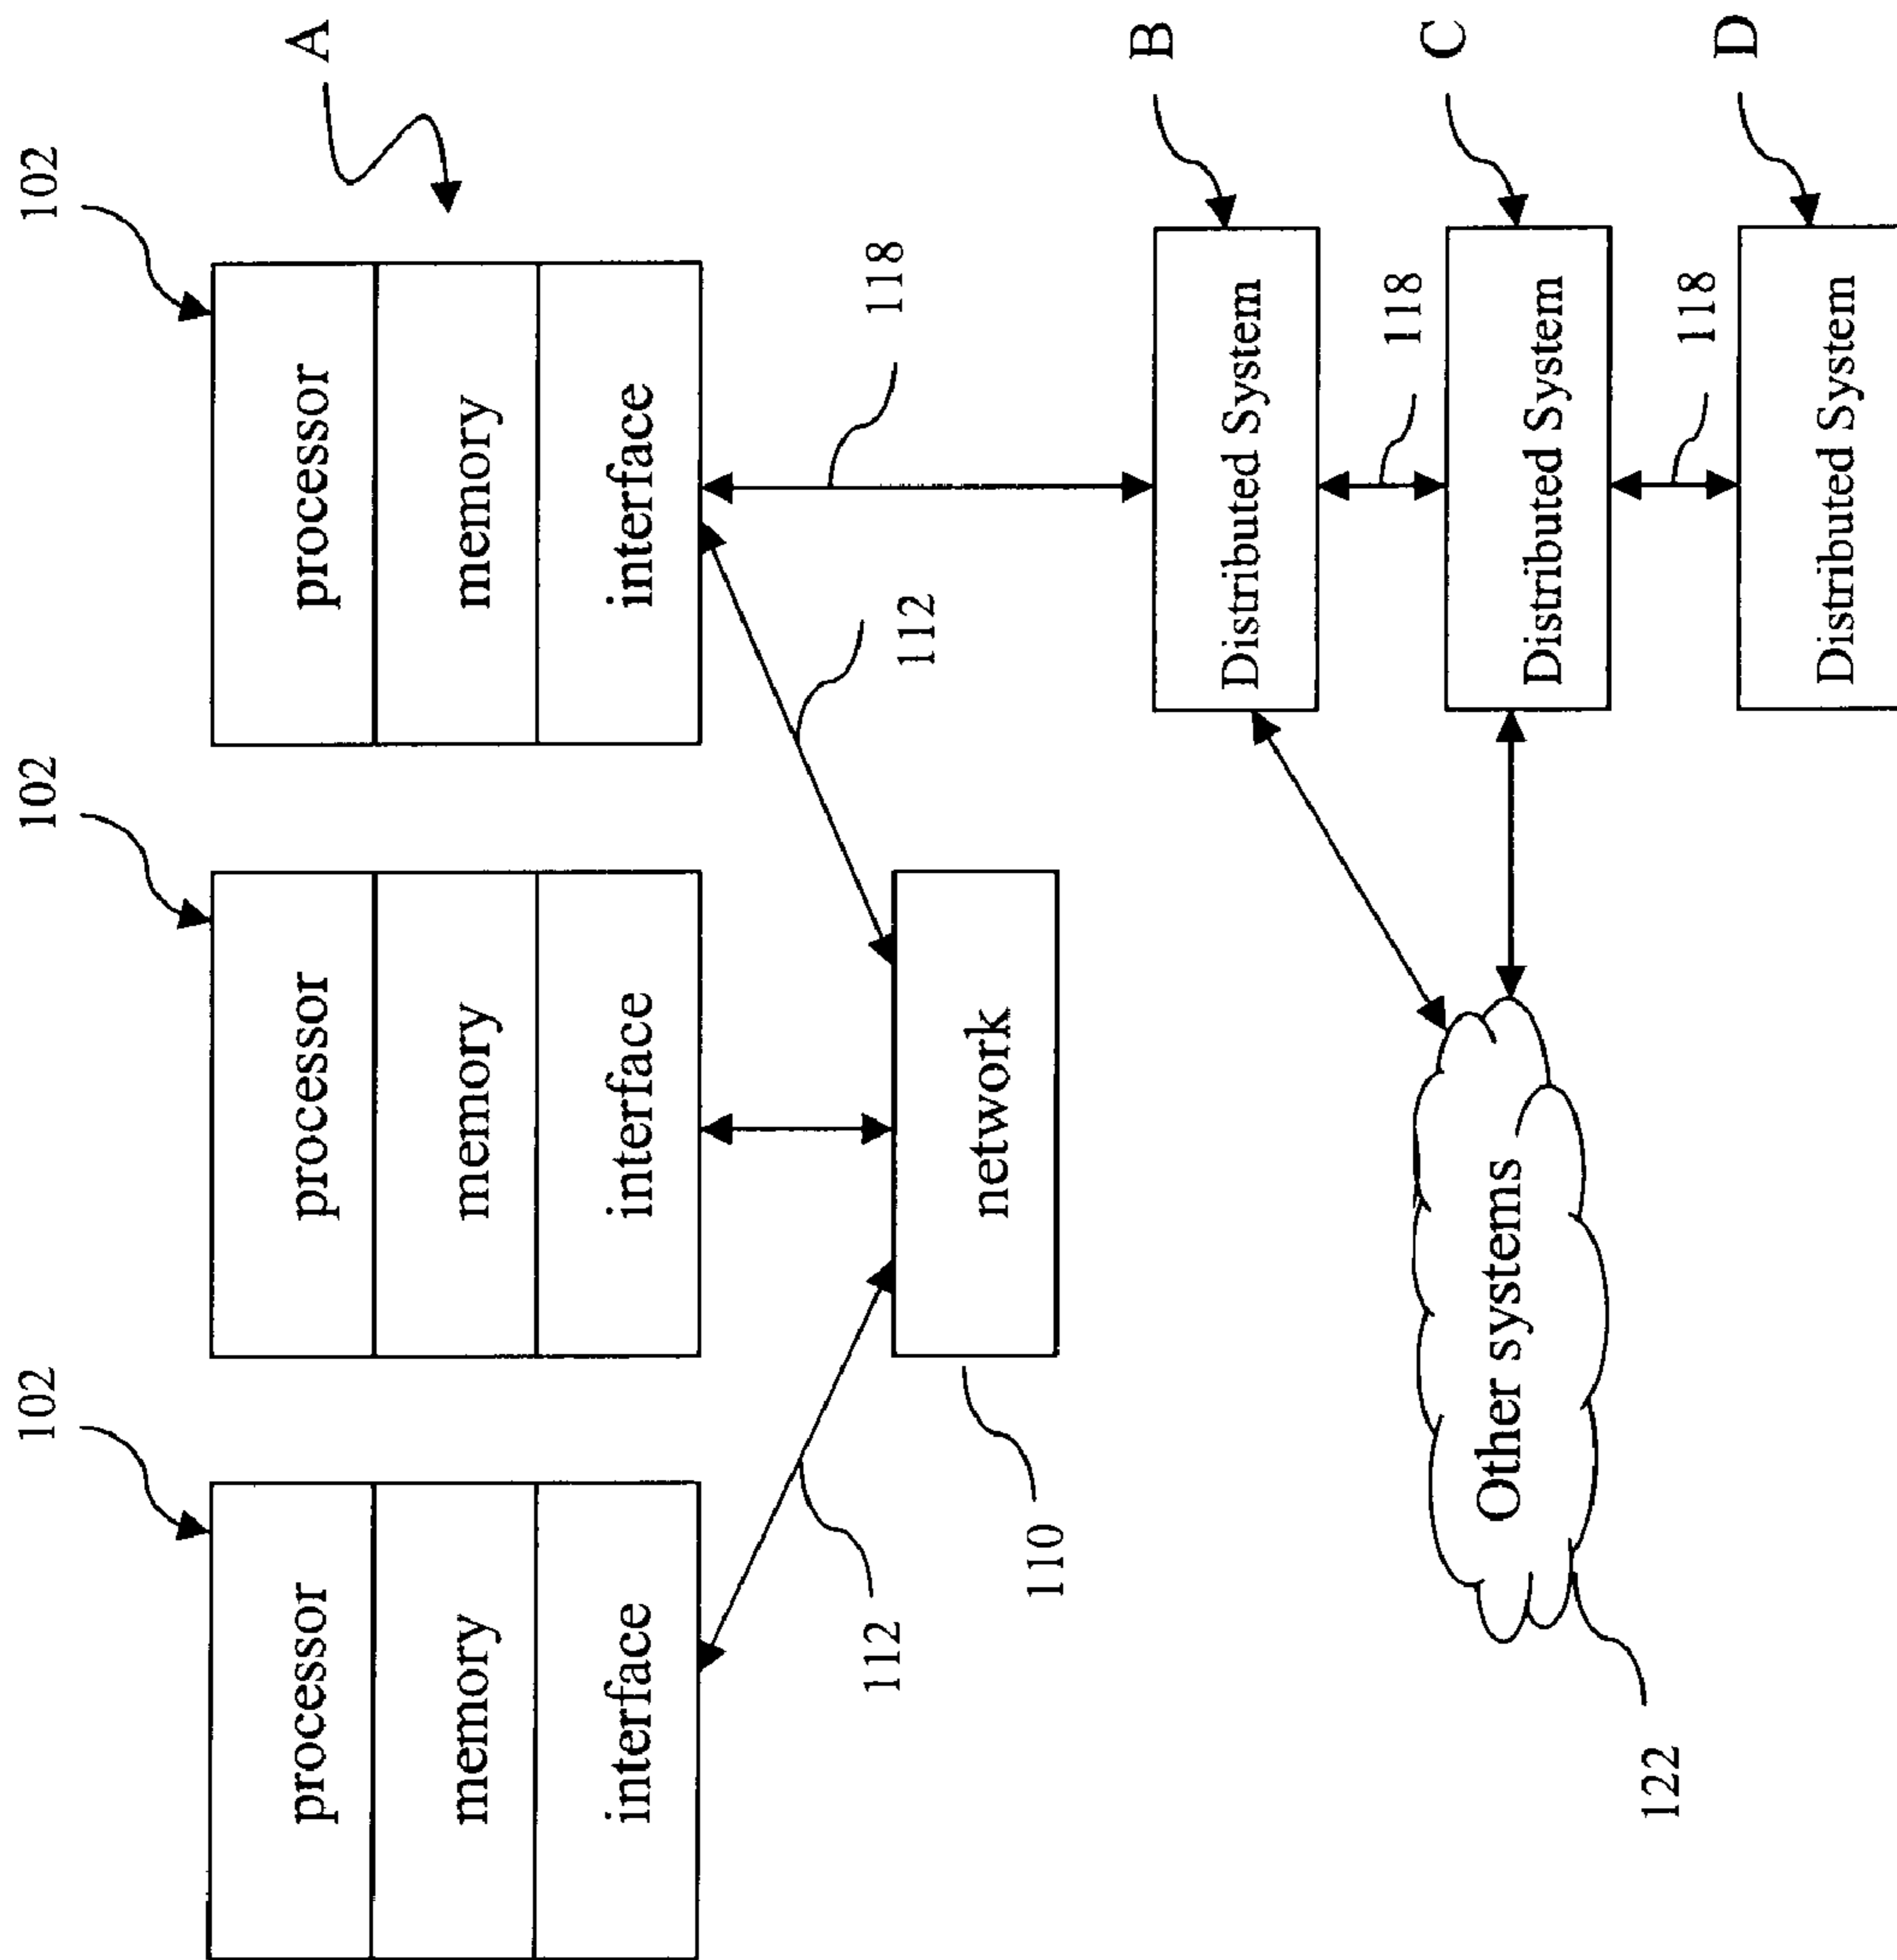 102
102
102
A
processor
processor
processor
memory
memory
memory
interface
interface
interface
118
112
112
network
110
B
Distributed System
118
C
Other systems
Distributed System
122
118
D
Distributed System